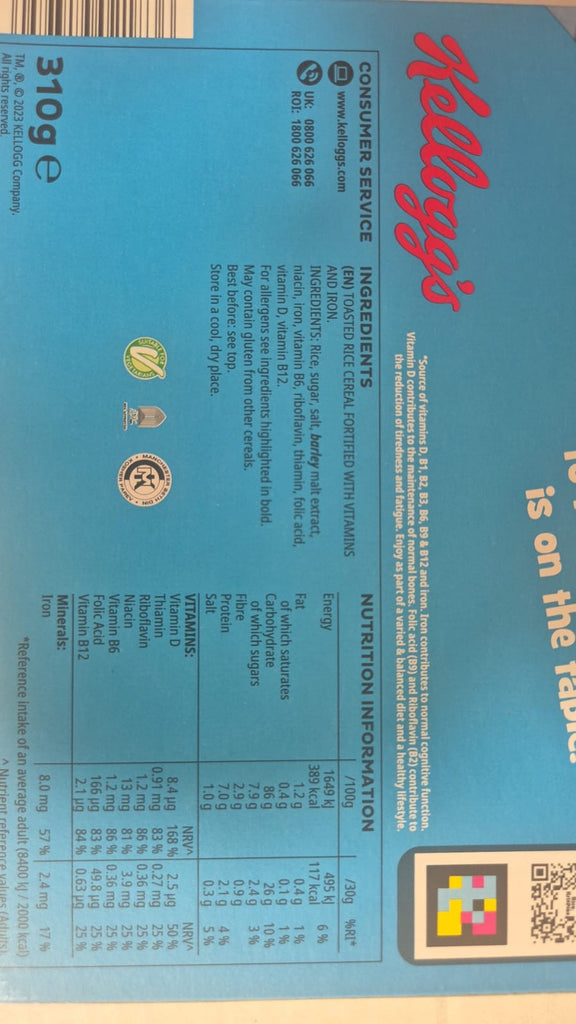 is on the table.
Kellogg's
*Source of vitamins D, B1, B2, B3, B6, B9 & B12 and iron. Iron contributes to normal cognitive function.
Vitamin D contributes to the maintenance of normal bones. Folic acid (B9) and Riboflavin (B2) contribute to
the reduction of tiredness and fatigue. Enjoy as part of a varied & balanced diet and a healthy lifestyle.
CONSUMER SERVICE
www.kelloggs.com
UK: 0800 626 066
ROI: 1800 626 066
310g e
TM, ®, © 2023 KELLOGG Company.
All rights reserved.
INGREDIENTS
(EN) TOASTED RICE CEREAL FORTIFIED WITH VITAMINS
AND IRON.
INGREDIENTS: Rice, sugar, salt, barley malt extract,
niacin, iron, vitamin B6, riboflavin, thiamin, folic acid,
vitamin D, vitamin B12.
For allergens see ingredients highlighted in bold.
May contain gluten from other cereals.
Best before: see top.
Store in a cool, dry place.
SUITABLE FOR VEGETARIANS
MANCHESTER BETH DIN
KOSHER PAREV
NUTRITION INFORMATION
/100g /30g %RI*
Energy 1649 kJ 495 kJ
389 kcal 117 kcal 6 %
Fat 1.2 g 0.4 g 1 %
of which saturates 0.4 g 0.1 g 1 %
Carbohydrate 86 g 26 g 10 %
of which sugars 7.9 g 2.4 g 3 %
Fibre 2.9 g 0.9 g
Protein 7.0 g 2.1 g 4 %
Salt 1.0 g 0.3 g 5 %
VITAMINS: NRV^ NRV^
Vitamin D 8.4 µg 168 % 2.5 µg 50 %
Thiamin 0.91 mg 83 % 0.27 mg 25 %
Riboflavin 1.2 mg 86 % 0.36 mg 25 %
Niacin 13 mg 81 % 3.9 mg 25 %
Vitamin B6 1.2 mg 86 % 0.36 mg 25 %
Folic Acid 166 µg 83 % 49.8 µg 25 %
Vitamin B12 2.1 µg 84 % 0.63 µg 25 %
Minerals:
Iron 8.0 mg 57 % 2.4 mg 17 %
*Reference intake of an average adult (8400 kJ / 2000 kcal)
^ Nutrient reference values (Adults)